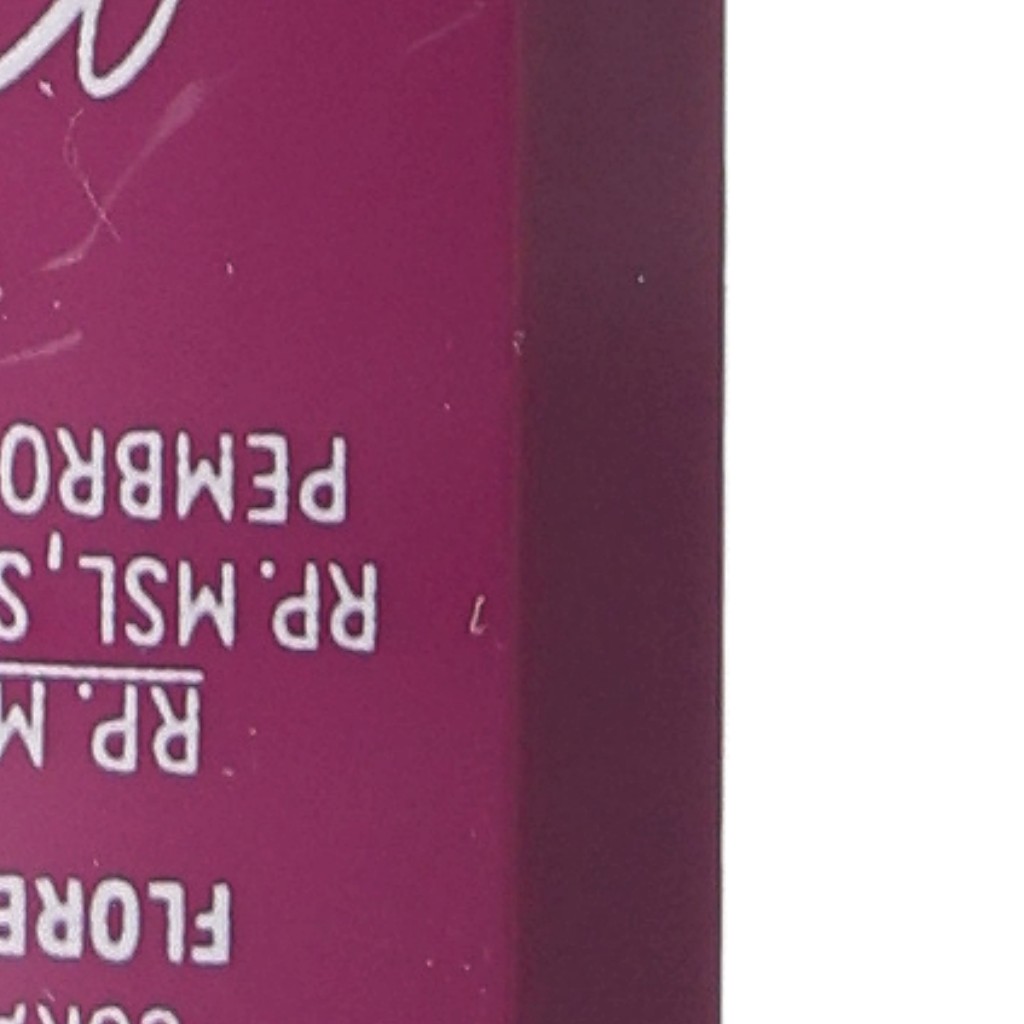 FLORE
RP. M
RP. MSL, S
PEMBRO